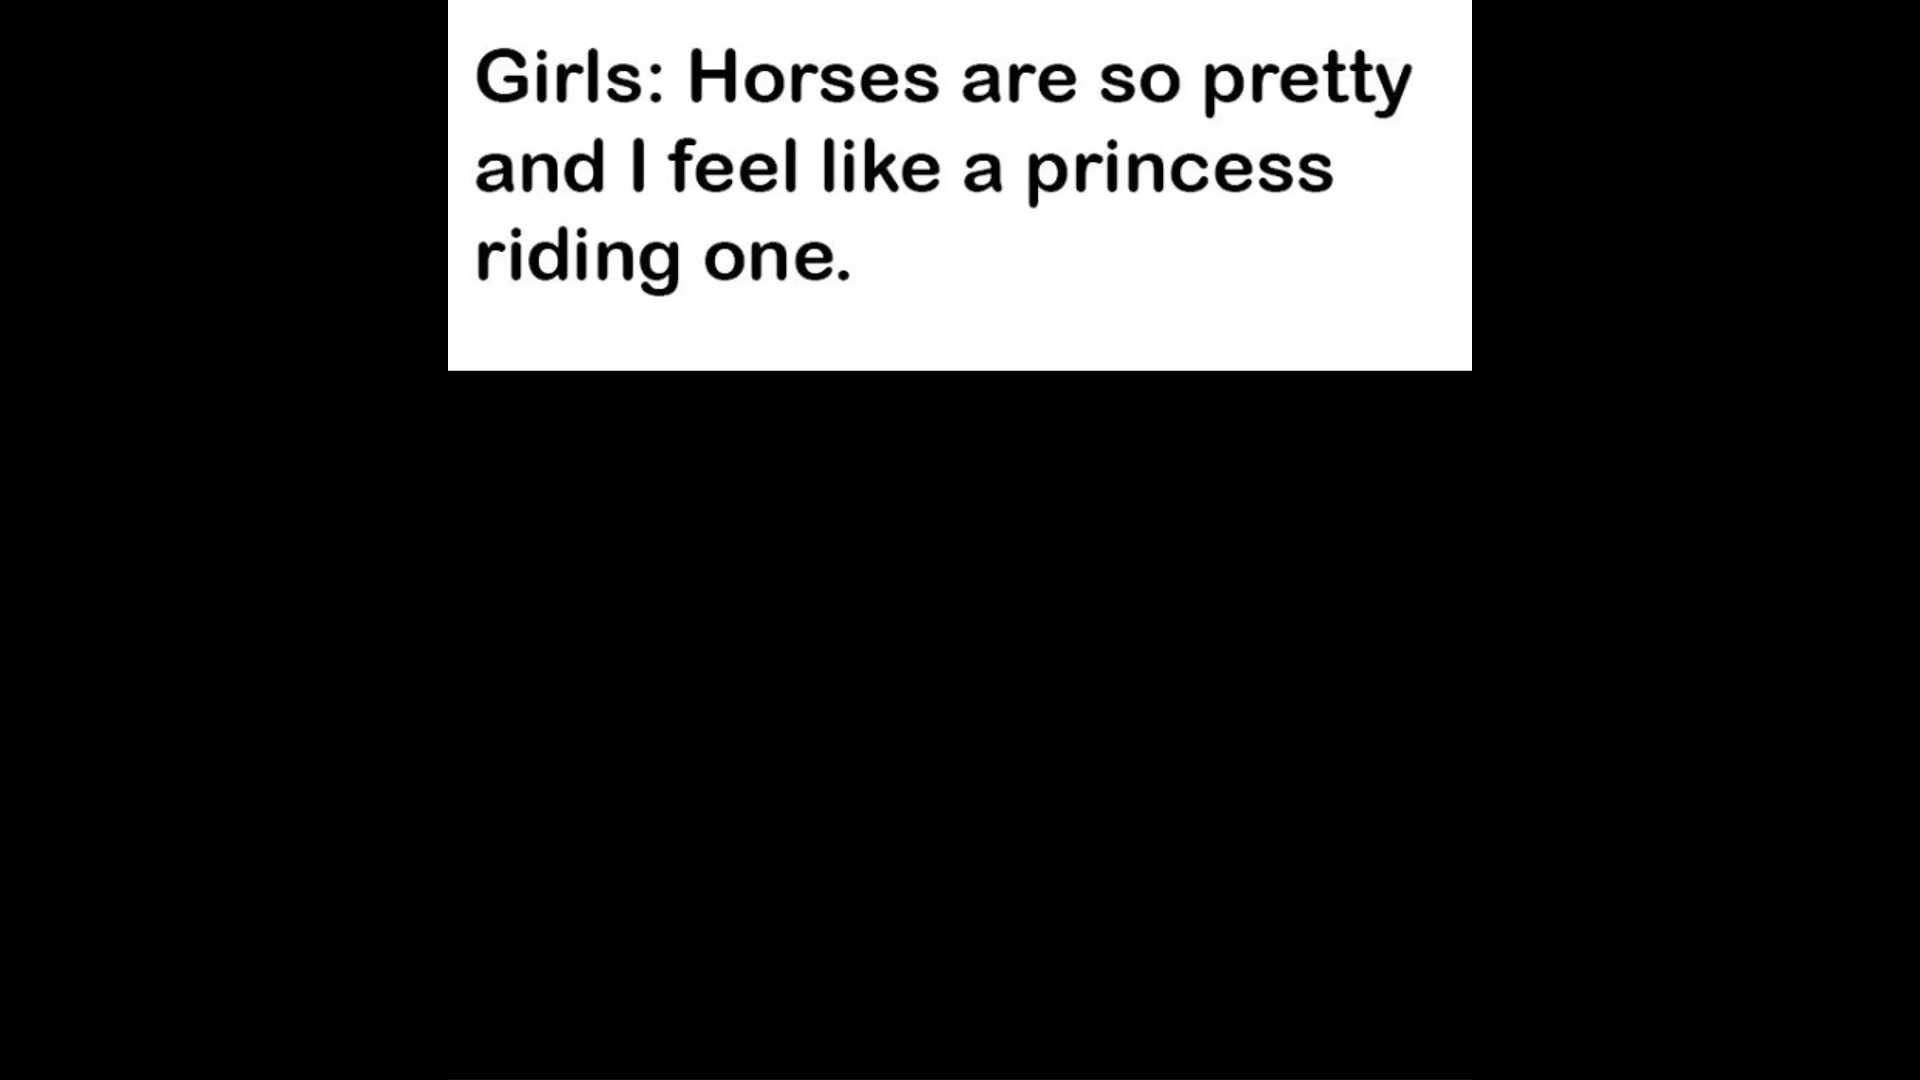 Girls: Horses are so pretty
and I feel like a princess
riding one.